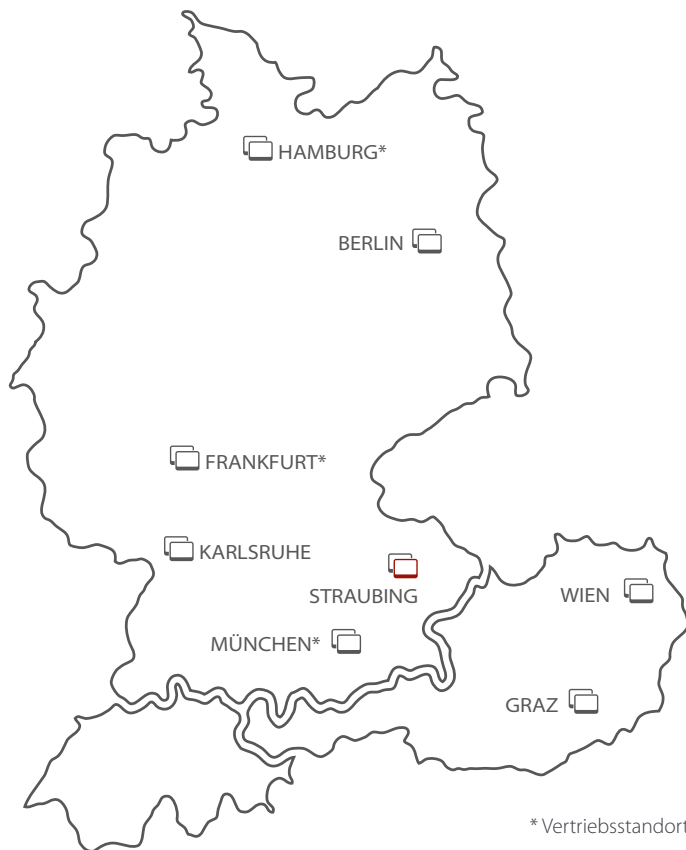 HAMBURG*
BERLIN
FRANKFURT*
KARLSRUHE
STRAUBING
WIEN
MÜNCHEN*
GRAZ
* Vertriebsstandort